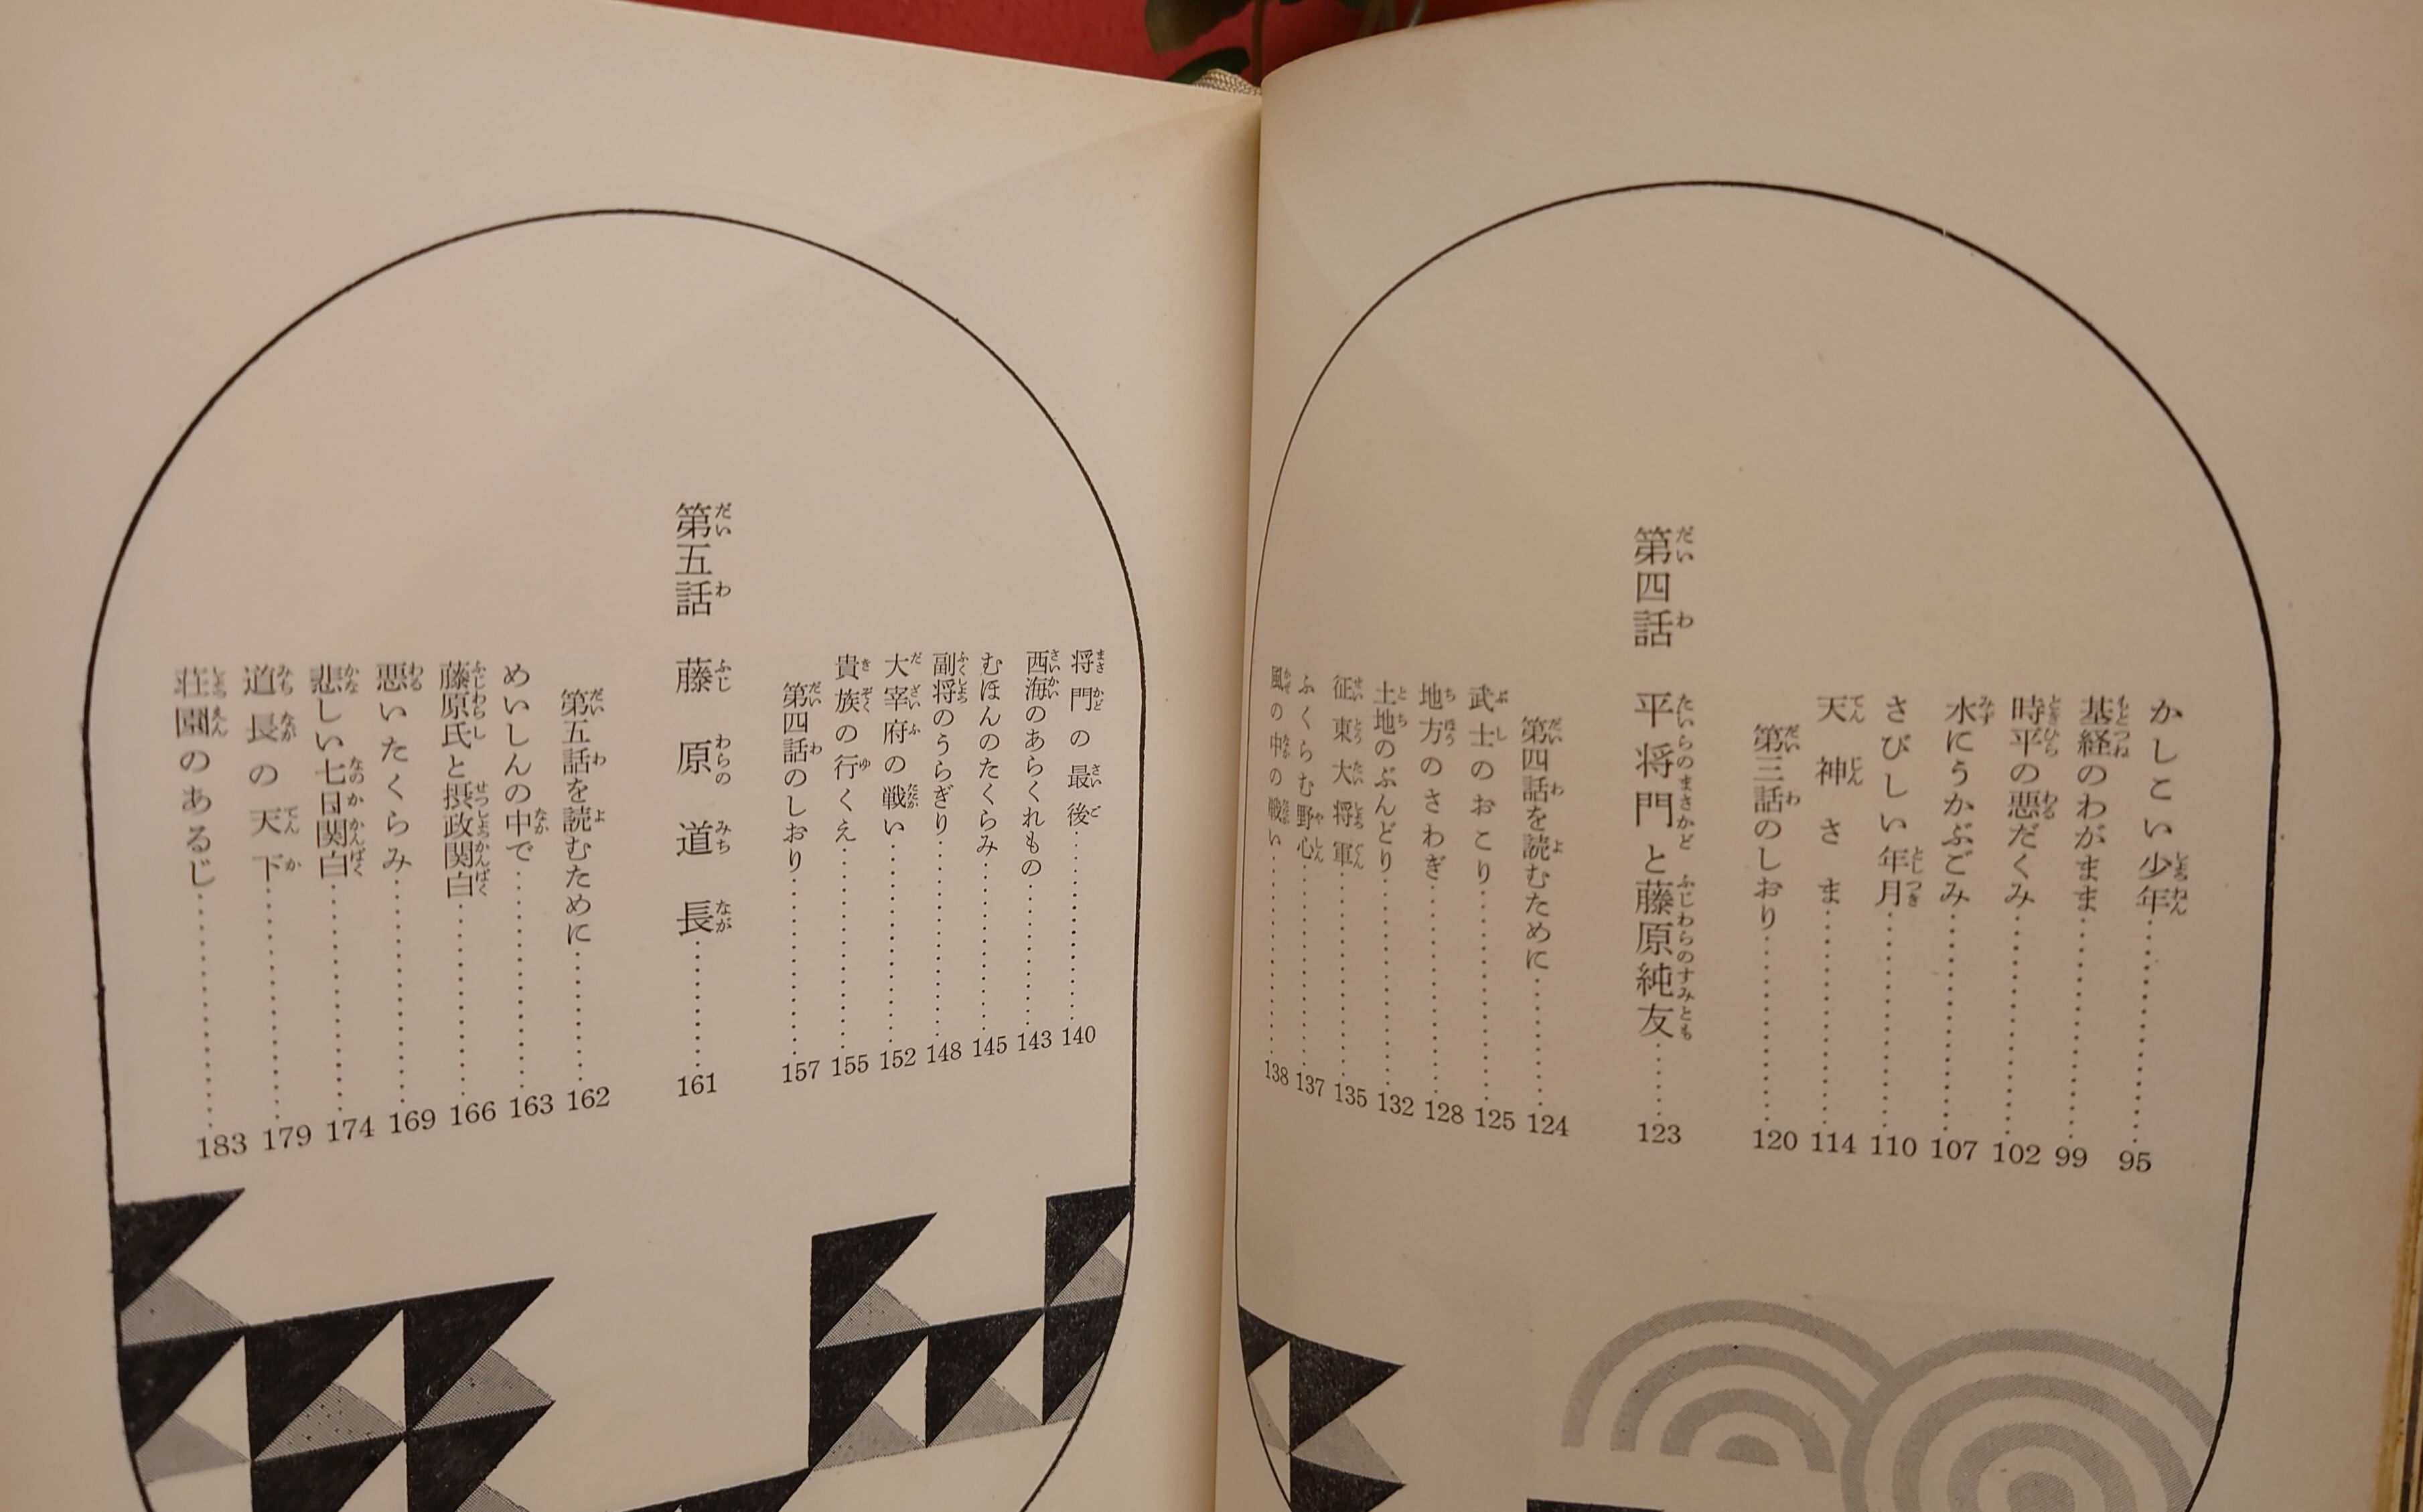 かしこい少年……………95
基経のわがまま……………99
時平の悪だくみ……………102
水にうかぶごみ……………107
さびしい年月……………110
天神さま……………114
第三話のしおり……………120
第四話 平将門と藤原純友……123
第四話を読むために……………124
武士のおこり……………125
地方のさわぎ……………128
土地のぶんどり……………132
征東大将軍……………135
ふくらむ野心……………137
風の中の戦い……………138
将門の最後……………140
西海のあらくれもの……………143
むほんのたくらみ……………145
副将のうらぎり……………148
大宰府の戦い……………152
貴族の行くえ……………155
第四話のしおり……………157
第五話 藤原道長……………161
第五話を読むために……………162
めいしんの中で……………163
藤原氏と摂政関白……………166
悪いたくらみ……………169
悲しい七日関白……………174
道長の天下……………179
荘園のあるじ……………183